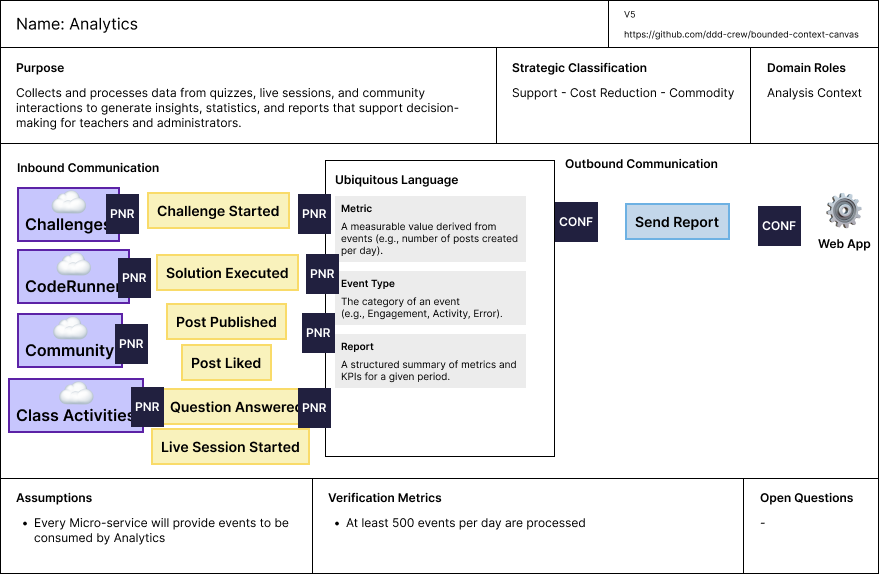 Name: Analytics
V5
https://github.com/ddd-crew/bounded-context-canvas
Purpose
Collects and processes data from quizzes, live sessions, and community
interactions to generate insights, statistics, and reports that support decision-
making for teachers and administrators.
Strategic Classification
Support - Cost Reduction - Commodity
Domain Roles
Analysis Context
Inbound Communication
Challenges
PNR
Challenge Started
PNR
CodeRunner
PNR
Solution Executed
PNR
Community
PNR
Post Published
Post Liked
PNR
Class Activities
PNR
Question Answered
PNR
Live Session Started
Ubiquitous Language
Metric
A measurable value derived from
events (e.g., number of posts created
per day).
Event Type
The category of an event
(e.g., Engagement, Activity, Error).
Report
A structured summary of metrics and
KPIs for a given period.
Outbound Communication
CONF
Send Report
CONF
Web App
Assumptions
• Every Micro-service will provide events to be
consumed by Analytics
Verification Metrics
• At least 500 events per day are processed
Open Questions
-